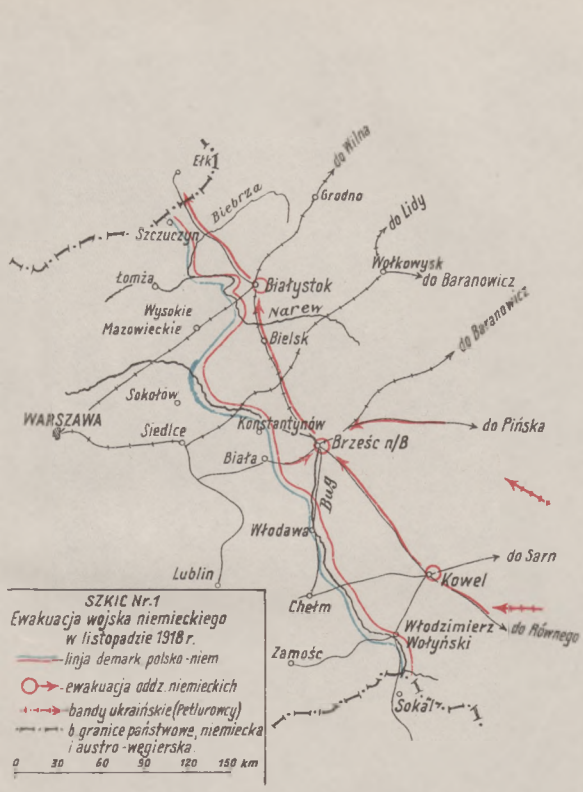 Ełk
do Wilna
Biebrza
Grodno
do Lidy
Szczuczyn
Wołkowysk
do Baranowicz
Łomża
Białystok
Narew
do Baranowicz
Wysokie
Mazowieckie
Bielsk
Sokołów
WARSZAWA
Siedlce
Konstantynów
do Pińska
Brześc n/B
Biała
Bug
Włodawa
do Sarn
Lublin
Kowel
Chełm
do Równego
Włodzimierz
Wołyński
Zamośc
Sokal
SZKIC Nr.1
Ewakuacja wojska niemieckiego
w listopadzie 1918 r.
linja demark. polsko-niem
ewakuacja oddz. niemieckich
bandy ukraińskie (Petlurowcy)
b. granice państwowe, niemiecka
i austro-węgierska.
0 30 60 90 120 150 km